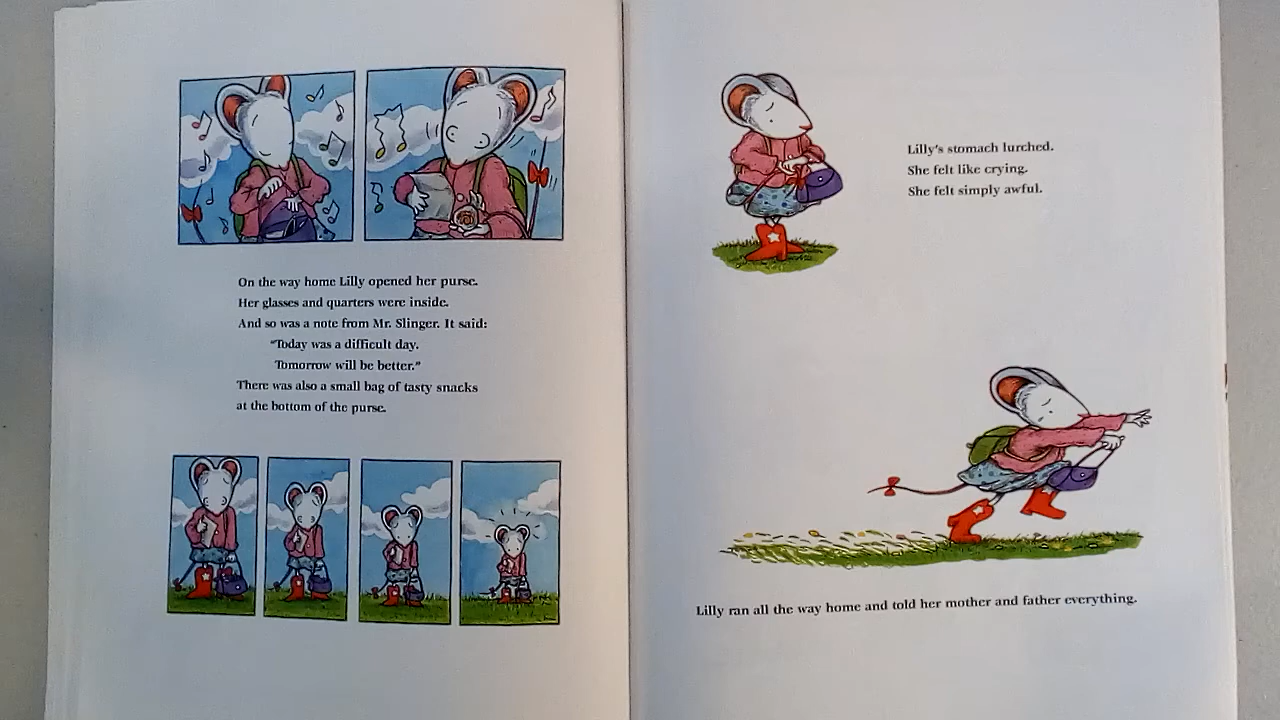 On the way home Lilly opened her purse.
Her glasses and quarters were inside.
And so was a note from Mr. Slinger. It said:
"Today was a difficult day.
Tomorrow will be better."
There was also a small bag of tasty snacks
at the bottom of the purse.
Lilly's stomach lurched.
She felt like crying.
She felt simply awful.
Lilly ran all the way home and told her mother and father everything.